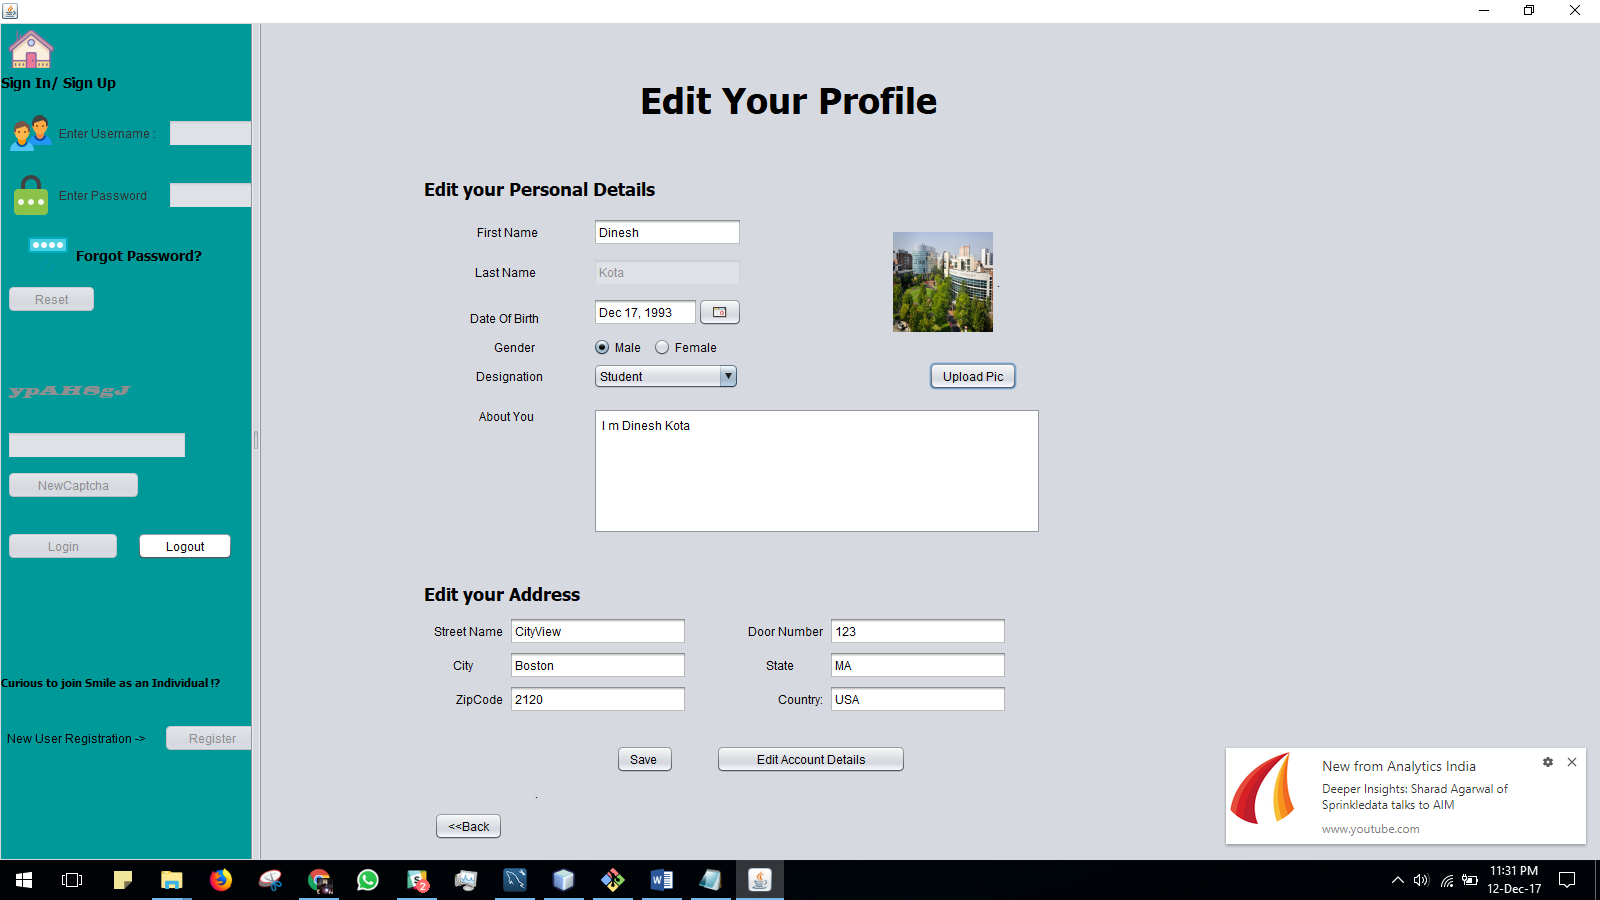 Sign In/ Sign Up
Enter Username :
Enter Password
Forgot Password?
Reset
ypAHSgJ
NewCaptcha
Login
Logout
Curious to join Smile as an Individual !?
New User Registration ->
Register
Edit Your Profile
Edit your Personal Details
First Name
Dinesh
Last Name
Kota
Date Of Birth
Dec 17, 1993
Gender
Male
Female
Designation
Student
Upload Pic
About You
I m Dinesh Kota
Edit your Address
Street Name
CityView
Door Number
123
City
Boston
State
MA
ZipCode
2120
Country:
USA
Save
Edit Account Details
<<Back
New from Analytics India
Deeper Insights: Sharad Agarwal of
Sprinkledata talks to AIM
www.youtube.com
2
11:31 PM
12-Dec-17